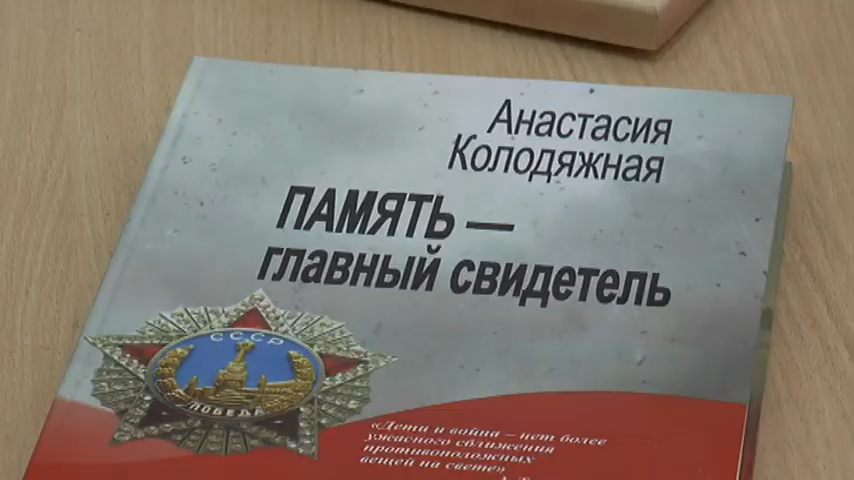 Анастасия
Колодяжная
ПАМЯТЬ —
главный свидетель
СССР
ПОБЕДА
«Дети и война – нет более
ужасного сближения
противоположных
вещей на свете»